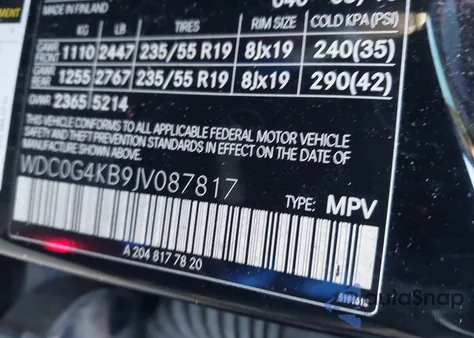 MENT
MADE IN FINLAND
KG LB TIRES RIM SIZE COLD KPA(PSI)
GAWR FRONT 1110 2447 235/55 R19 8Jx19 240(35)
GAWR REAR 1255 2767 235/55 R19 8Jx19 290(42)
GVWR 2365 5214
THIS VEHICLE CONFORMS TO ALL APPLICABLE FEDERAL MOTOR VEHICLE
SAFETY AND THEFT PREVENTION STANDARDS IN EFFECT ON THE DATE OF
MANUFACTURE SHOWN ABOVE.
WDC0G4KB9JV087817
TYPE: MPV
A 204 817 78 20
AutaSnap